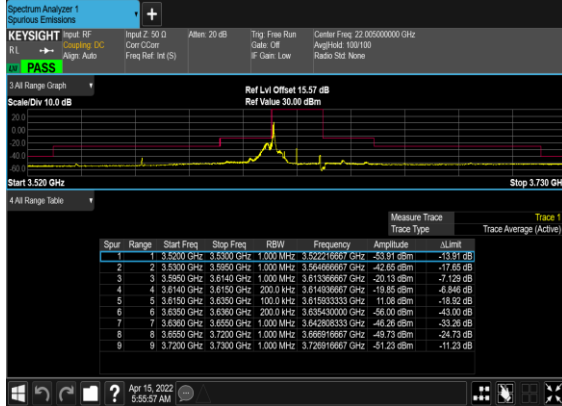 Spectrum Analyzer 1
Spurious Emissions
+
KEYSIGHT Input: RF Input Z: 50 Ω Atten: 20 dB Trig: Free Run Center Freq: 22.005000000 GHz
RL Coupling: DC Corr CCorr Gate: Off Avg|Hold: 100/100
Align: Auto Freq Ref: Int (S) IF Gain: Low Radio Std: None
PASS
3 All Range Graph
Ref Lvl Offset 15.57 dB
Scale/Div 10.0 dB Ref Value 30.00 dBm
20.0
0.00
-20.0
-40.0
-60.0
Start 3.520 GHz Stop 3.730 GH
4 All Range Table
Measure Trace Trace 1
Trace Type Trace Average (Active)
Spur Range Start Freq Stop Freq RBW Frequency Amplitude ΔLimit
1 1 3.5200 GHz 3.5300 GHz 1.000 MHz 3.522216667 GHz -53.91 dBm -13.91 dB
2 2 3.5300 GHz 3.5950 GHz 1.000 MHz 3.564666667 GHz -42.65 dBm -17.65 dB
3 3 3.5950 GHz 3.6140 GHz 1.000 MHz 3.613366667 GHz -20.13 dBm -7.129 dB
4 4 3.6140 GHz 3.6150 GHz 200.0 kHz 3.614936667 GHz -19.85 dBm -6.846 dB
5 5 3.6150 GHz 3.6350 GHz 100.0 kHz 3.615933333 GHz 11.08 dBm -18.92 dB
6 6 3.6350 GHz 3.6360 GHz 200.0 kHz 3.635430000 GHz -56.00 dBm -43.00 dB
7 7 3.6360 GHz 3.6550 GHz 1.000 MHz 3.642808333 GHz -46.26 dBm -33.26 dB
8 8 3.6550 GHz 3.7200 GHz 1.000 MHz 3.666916667 GHz -49.73 dBm -24.73 dB
9 9 3.7200 GHz 3.7300 GHz 1.000 MHz 3.726916667 GHz -51.23 dBm -11.23 dB
? Apr 15, 2022
5:55:57 AM